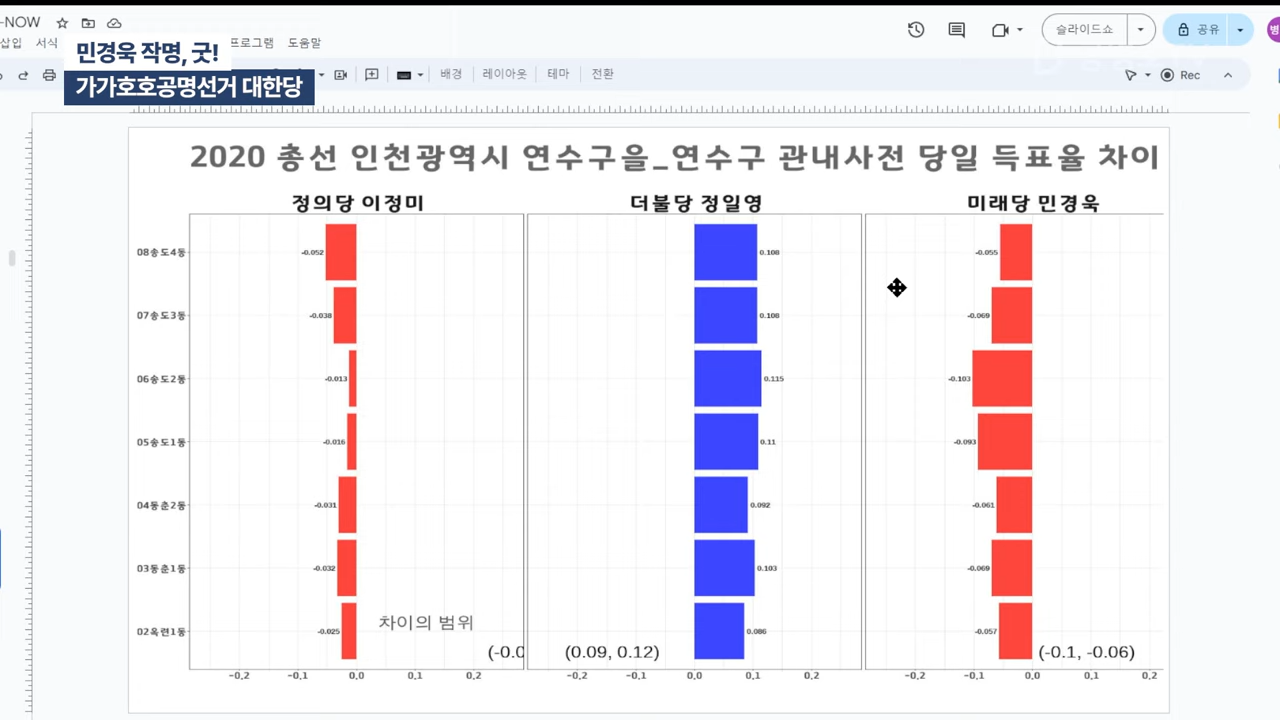 -NOW
삽입 서식 프로그램 도움말
슬라이드쇼
공유
병
민경욱 작명, 굿!
가가호호공명선거 대한당
배경 레이아웃 테마 전환
Rec
2020 총선 인천광역시 연수구을_연수구 관내사전 당일 득표율 차이
정의당 이정미 더불당 정일영 미래당 민경욱
08송도4동 -0.052 0.108 -0.055
07송도3동 -0.038 0.108 -0.069
06송도2동 -0.013 0.115 -0.103
05송도1동 -0.016 0.11 -0.093
04동춘2동 -0.031 0.092 -0.061
03동춘1동 -0.032 0.103 -0.069
차이의 범위
02옥련1동 -0.025 0.086 -0.057
(-0.0 (0.09, 0.12) (-0.1, -0.06)
-0.2 -0.1 0.0 0.1 0.2 -0.2 -0.1 0.0 0.1 0.2 -0.2 -0.1 0.0 0.1 0.2